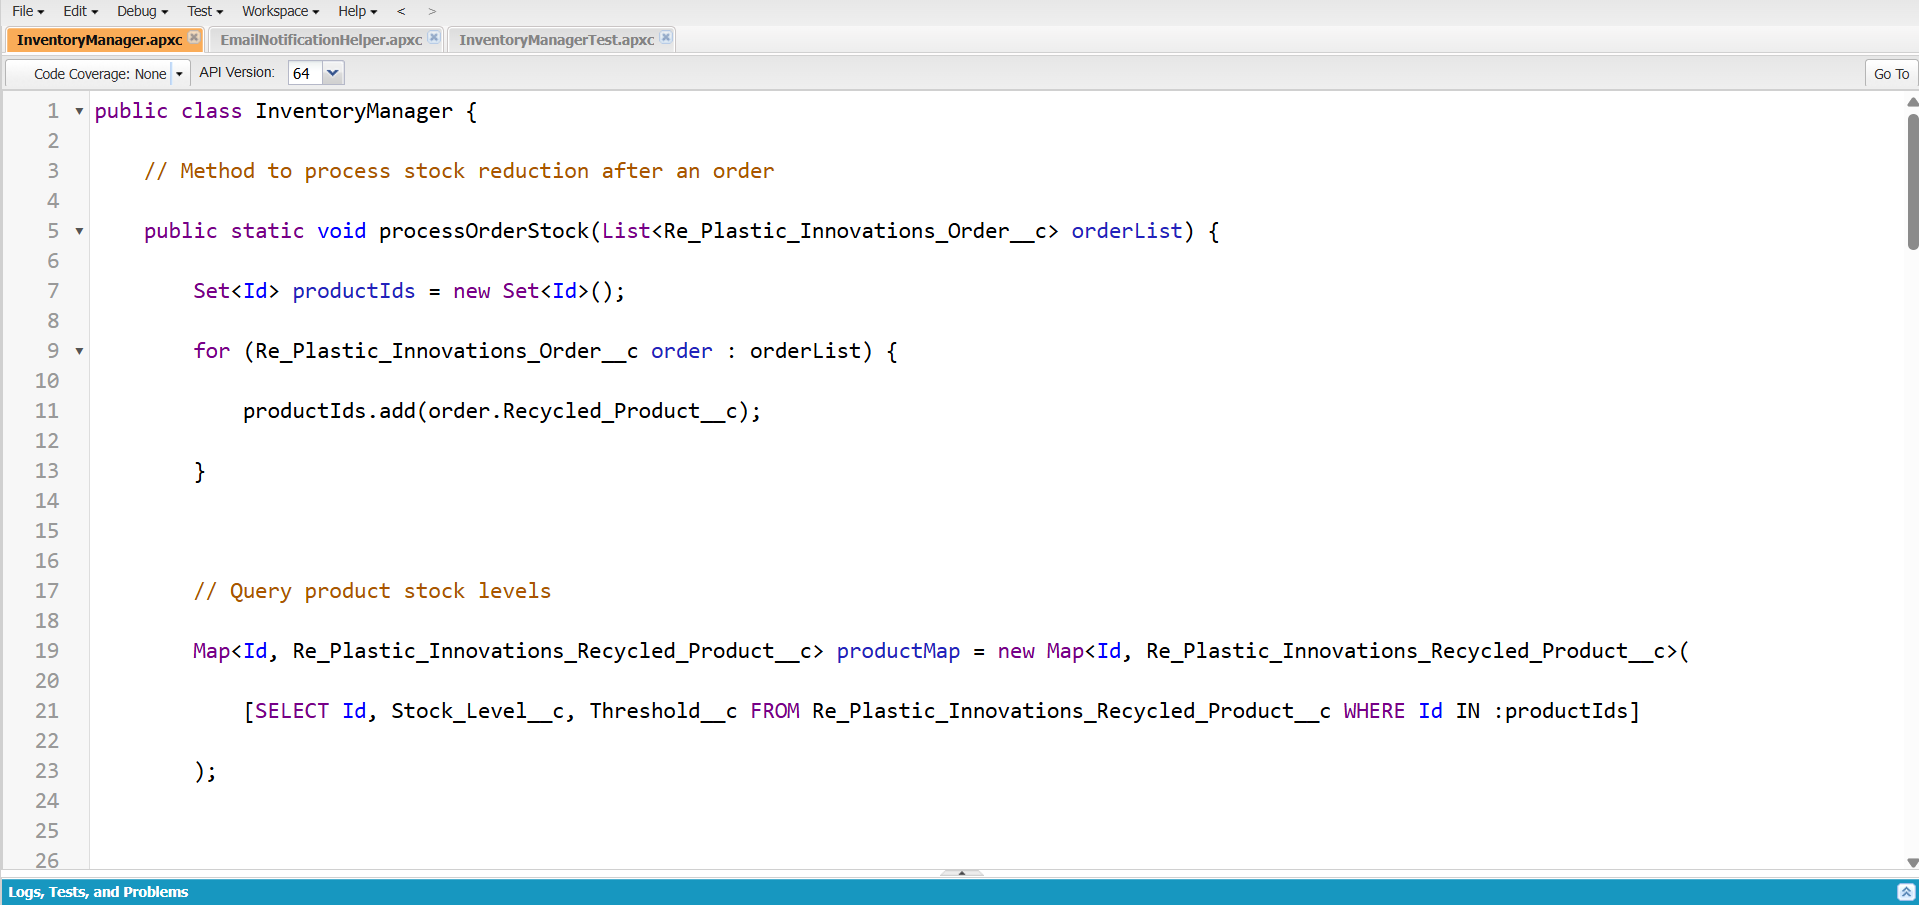 File Edit Debug Test Workspace Help < >
InventoryManager.apxc EmailNotificationHelper.apxc InventoryManagerTest.apxc
Code Coverage: None API Version: 64 Go To
1 public class InventoryManager {
2
3 // Method to process stock reduction after an order
4
5 public static void processOrderStock(List<Re_Plastic_Innovations_Order__c> orderList) {
6
7 Set<Id> productIds = new Set<Id>();
8
9 for (Re_Plastic_Innovations_Order__c order : orderList) {
10
11 productIds.add(order.Recycled_Product__c);
12
13 }
14
15
16
17 // Query product stock levels
18
19 Map<Id, Re_Plastic_Innovations_Recycled_Product__c> productMap = new Map<Id, Re_Plastic_Innovations_Recycled_Product__c>(
20
21 [SELECT Id, Stock_Level__c, Threshold__c FROM Re_Plastic_Innovations_Recycled_Product__c WHERE Id IN :productIds]
22
23 );
24
25
26
Logs, Tests, and Problems